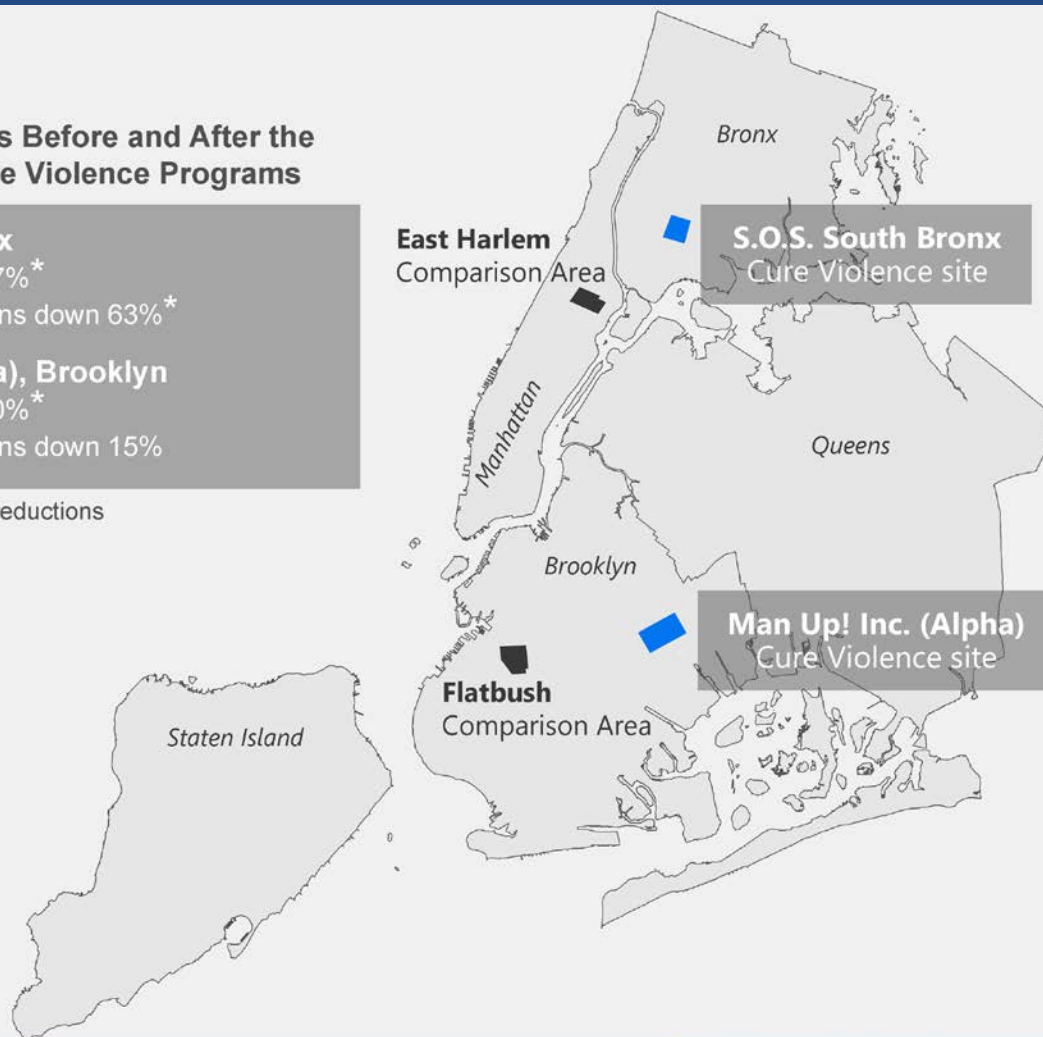 s Before and After the
e Violence Programs
x
7%*
ns down 63%*
a), Brooklyn
0%*
ns down 15%
eductions
Bronx
East Harlem
Comparison Area
S.O.S. South Bronx
Cure Violence site
Manhattan
Queens
Brooklyn
Man Up! Inc. (Alpha)
Cure Violence site
Flatbush
Comparison Area
Staten Island